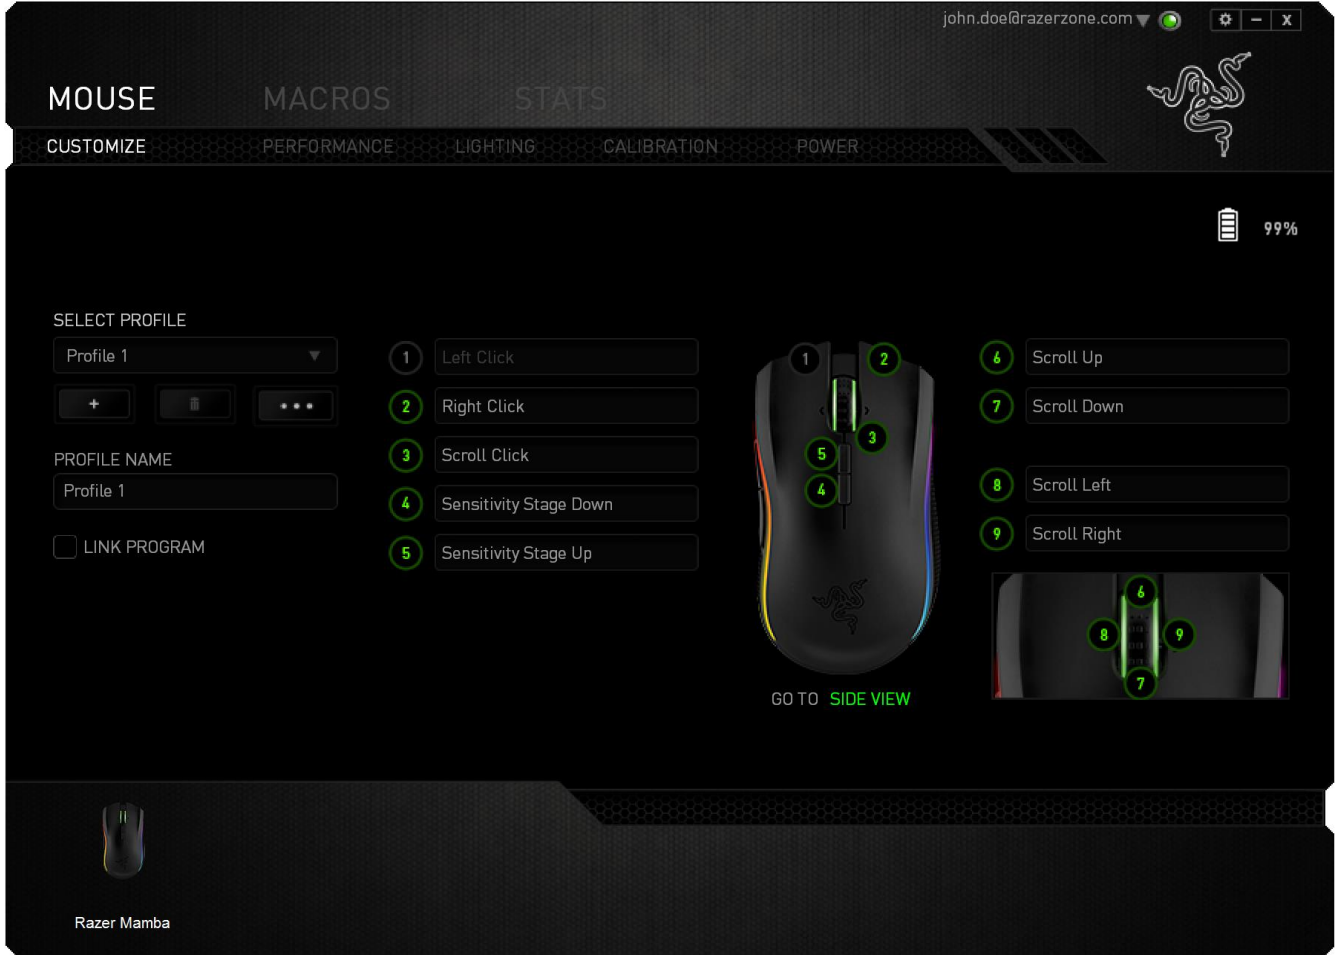 john.doe@razerzone.com
X
MOUSE MACROS STATS
CUSTOMIZE PERFORMANCE LIGHTING CALIBRATION POWER
99%
SELECT PROFILE
Profile 1
PROFILE NAME
Profile 1
LINK PROGRAM
1 Left Click
2 Right Click
3 Scroll Click
4 Sensitivity Stage Down
5 Sensitivity Stage Up
1 2
3
5
4
GO TO SIDE VIEW
6 Scroll Up
7 Scroll Down
8 Scroll Left
9 Scroll Right
6
8 9
7
Razer Mamba